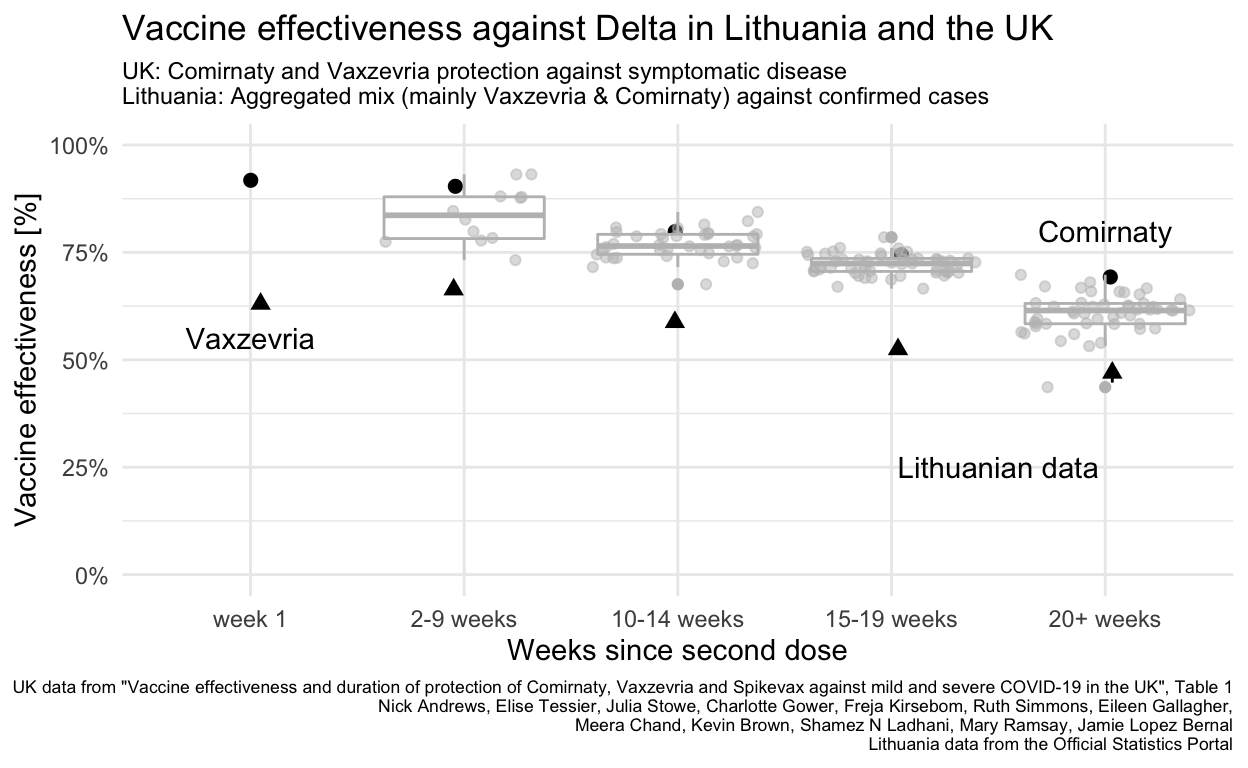 Vaccine effectiveness against Delta in Lithuania and the UK
UK: Comirnaty and Vaxzevria protection against symptomatic disease
Lithuania: Aggregated mix (mainly Vaxzevria & Comirnaty) against confirmed cases
Vaccine effectiveness [%]
100%
75%
50%
25%
0%
Comirnaty
Vaxzevria
Lithuanian data
week 1
2-9 weeks
10-14 weeks
15-19 weeks
20+ weeks
Weeks since second dose
UK data from "Vaccine effectiveness and duration of protection of Comirnaty, Vaxzevria and Spikevax against mild and severe COVID-19 in the UK", Table 1
Nick Andrews, Elise Tessier, Julia Stowe, Charlotte Gower, Freja Kirsebom, Ruth Simmons, Eileen Gallagher,
Meera Chand, Kevin Brown, Shamez N Ladhani, Mary Ramsay, Jamie Lopez Bernal
Lithuania data from the Official Statistics Portal